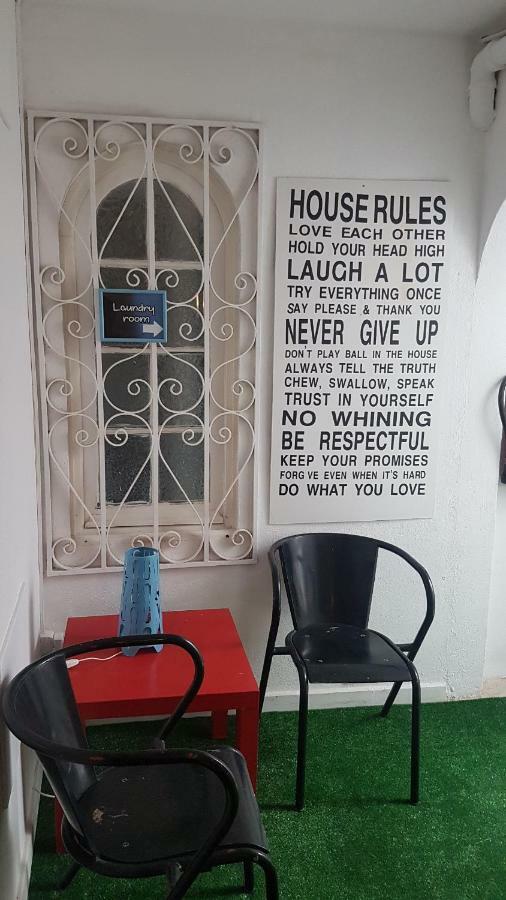 Laundry
room
HOUSE RULES
LOVE EACH OTHER
HOLD YOUR HEAD HIGH
LAUGH A LOT
TRY EVERYTHING ONCE
SAY PLEASE & THANK YOU
NEVER GIVE UP
DON'T PLAY BALL IN THE HOUSE
ALWAYS TELL THE TRUTH
CHEW, SWALLOW, SPEAK
TRUST IN YOURSELF
NO WHINING
BE RESPECTFUL
KEEP YOUR PROMISES
FORG VE EVEN WHEN IT'S HARD
DO WHAT YOU LOVE